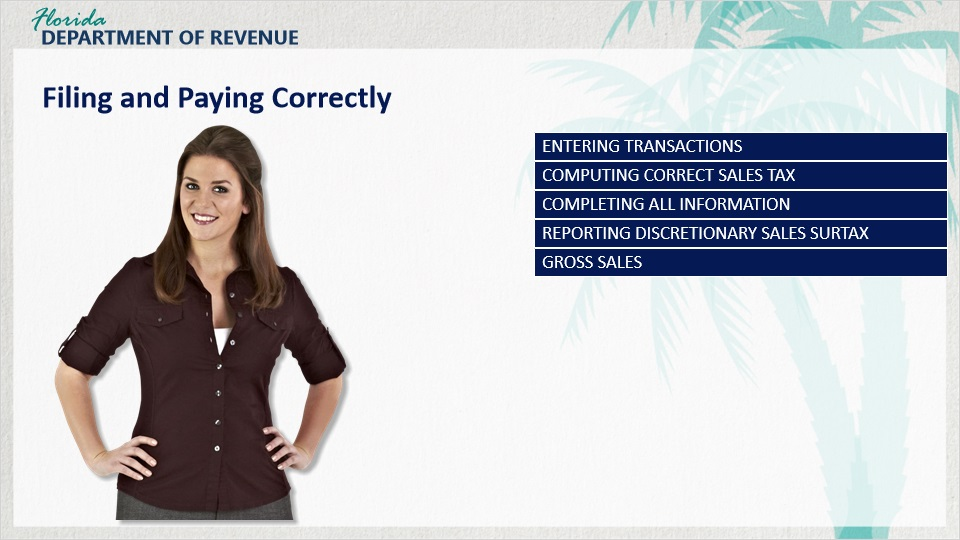 Florida
DEPARTMENT OF REVENUE
Filing and Paying Correctly
ENTERING TRANSACTIONS
COMPUTING CORRECT SALES TAX
COMPLETING ALL INFORMATION
REPORTING DISCRETIONARY SALES SURTAX
GROSS SALES